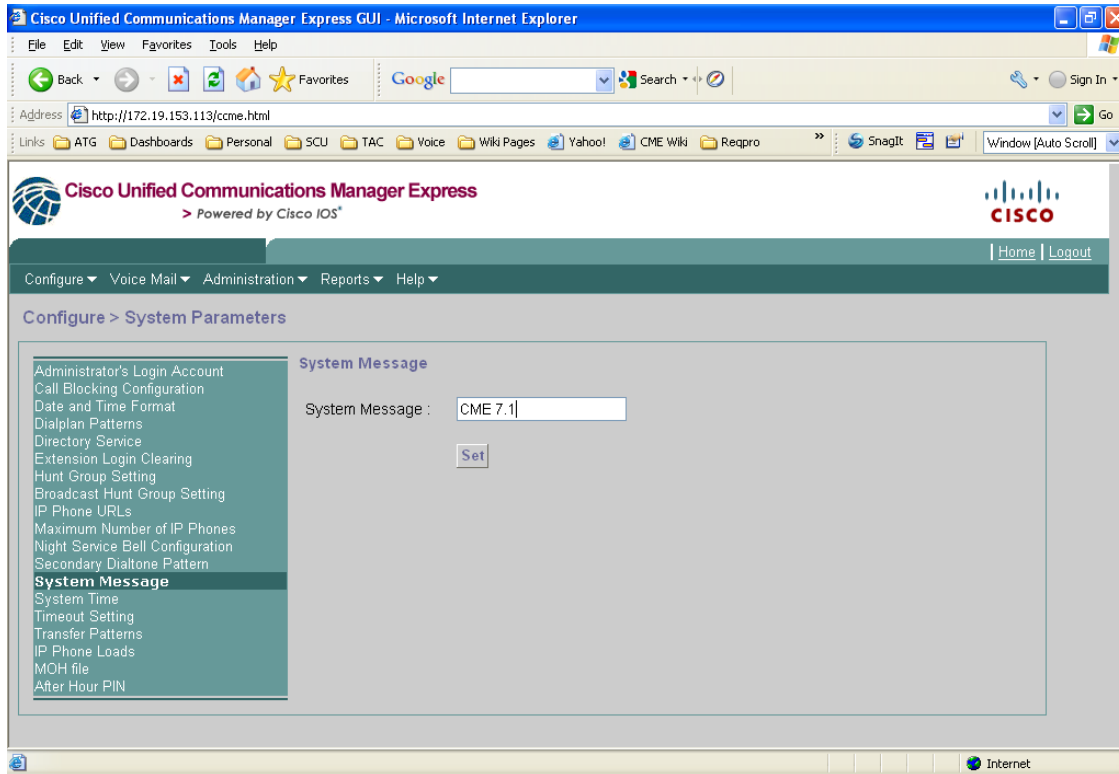 Cisco Unified Communications Manager Express GUI - Microsoft Internet Explorer
File Edit View Favorites Tools Help
Back Favorites Google Search Sign In
Address http://172.19.153.113/ccme.html Go
Links ATG Dashboards Personal SCU TAC Voice Wiki Pages Yahoo! CME Wiki Reqpro » SnagIt Window [Auto Scroll]
Cisco Unified Communications Manager Express
> Powered by Cisco IOS®
CISCO
Home Logout
Configure Voice Mail Administration Reports Help
Configure > System Parameters
Administrator's Login Account
Call Blocking Configuration
Date and Time Format
Dialplan Patterns
Directory Service
Extension Login Clearing
Hunt Group Setting
Broadcast Hunt Group Setting
IP Phone URLs
Maximum Number of IP Phones
Night Service Bell Configuration
Secondary Dialtone Pattern
System Message
System Time
Timeout Setting
Transfer Patterns
IP Phone Loads
MOH file
After Hour PIN
System Message
System Message : CME 7.1
Set
Internet